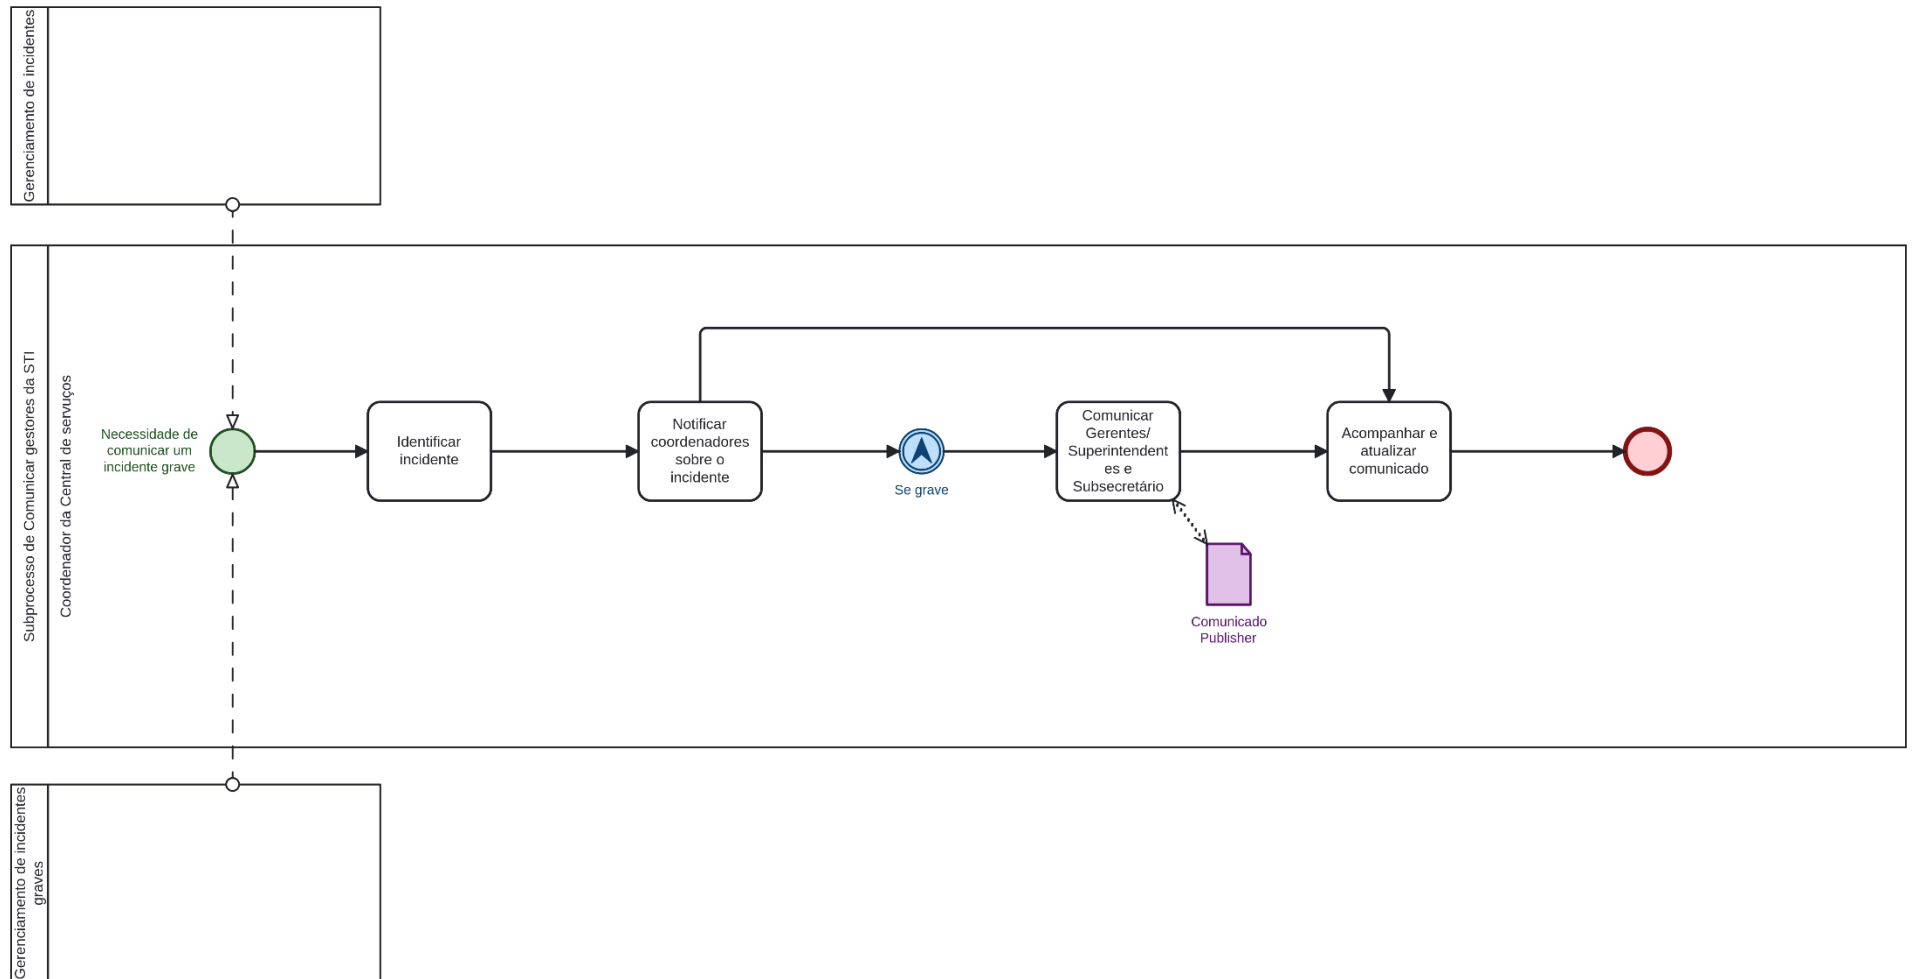 Gerenciamento de incidentes
Subprocesso de Comunicar gestores da STI
Coordenador da Central de servuços
Necessidade de
comunicar um
incidente grave
Identificar
incidente
Notificar
coordenadores
sobre o
incidente
Se grave
Comunicar
Gerentes/
Superintendent
es e
Subsecretário
Acompanhar e
atualizar
comunicado
Comunicado
Publisher
Gerenciamento de incidentes
graves